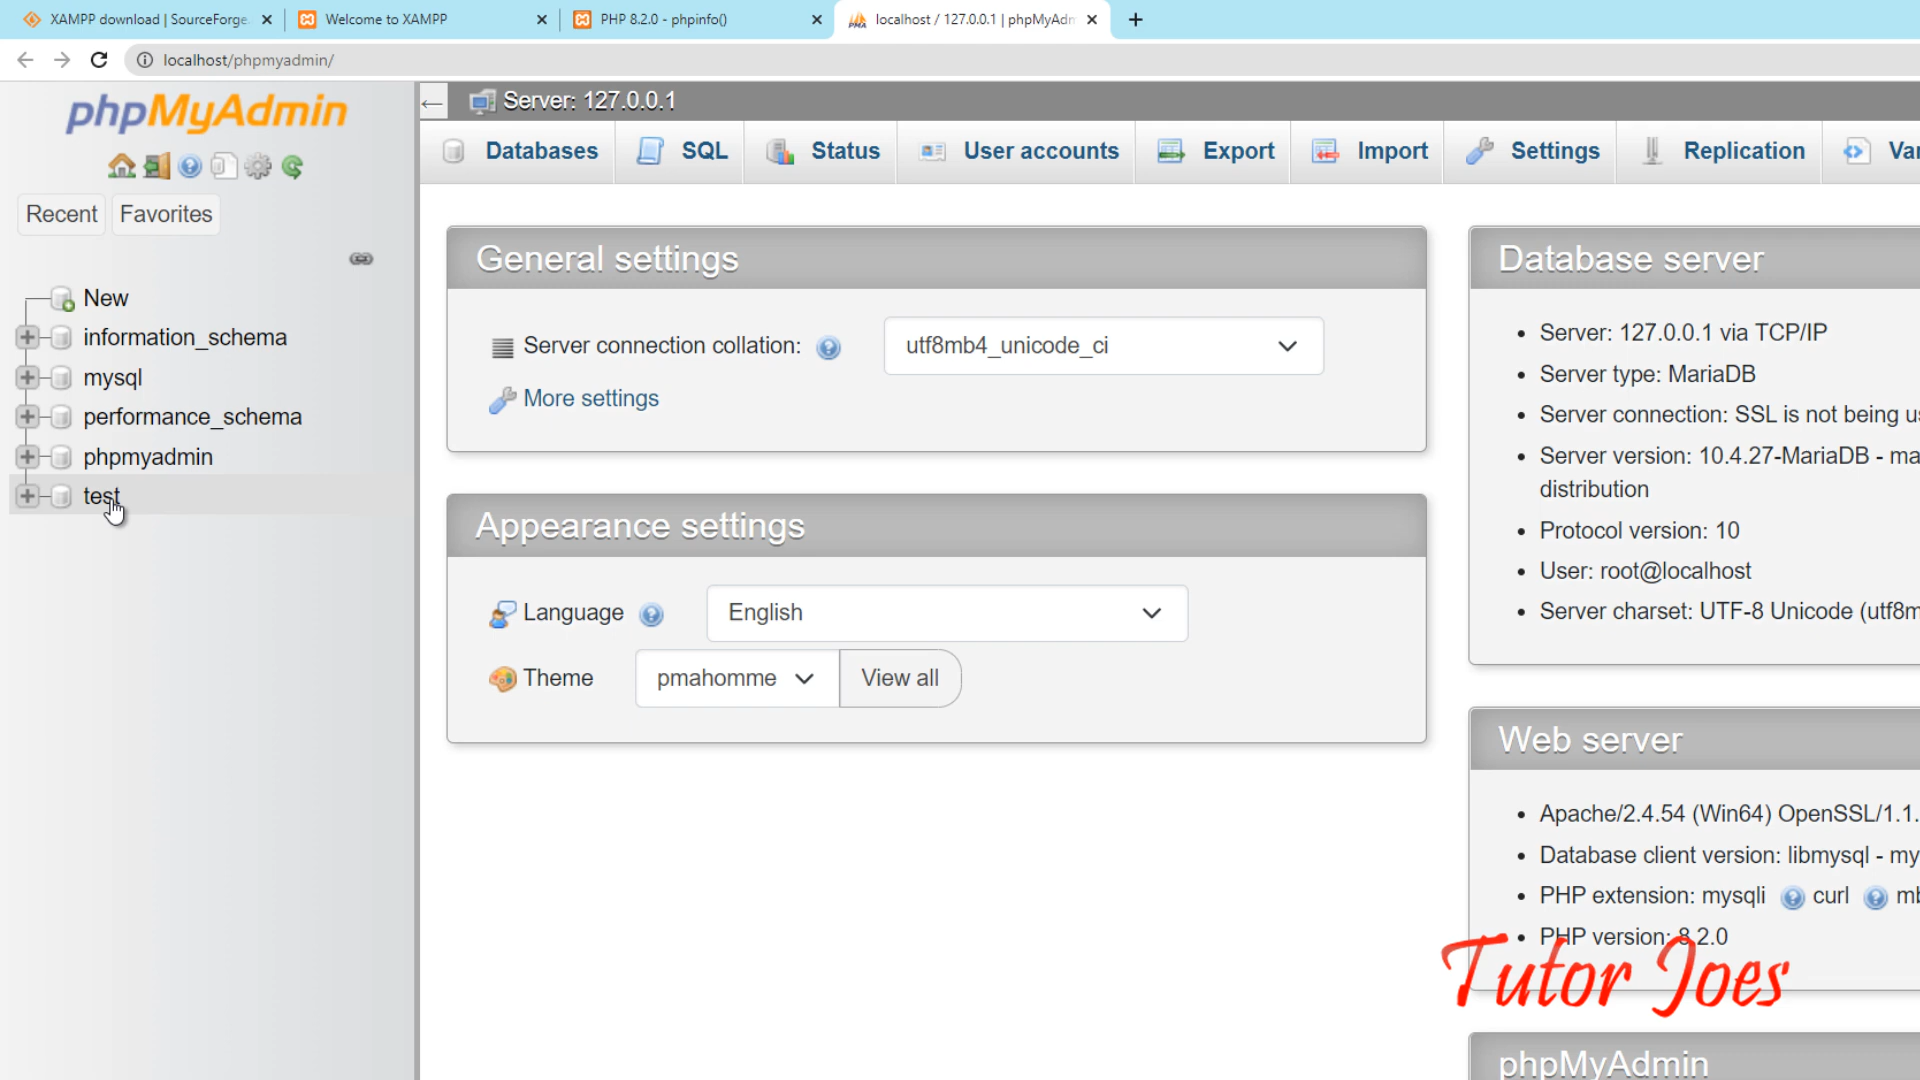 XAMPP download | SourceForge.
Welcome to XAMPP
PHP 8.2.0 - phpinfo()
localhost / 127.0.0.1 | phpMyAdm
localhost/phpmyadmin/
phpMyAdmin
Recent
Favorites
New
information_schema
mysql
performance_schema
phpmyadmin
test
Server: 127.0.0.1
Databases
SQL
Status
User accounts
Export
Import
Settings
Replication
Var
General settings
Server connection collation:
utf8mb4_unicode_ci
More settings
Appearance settings
Language
English
Theme
pmahomme
View all
Database server
Server: 127.0.0.1 via TCP/IP
Server type: MariaDB
Server connection: SSL is not being us
Server version: 10.4.27-MariaDB - ma
distribution
Protocol version: 10
User: root@localhost
Server charset: UTF-8 Unicode (utf8m
Web server
Apache/2.4.54 (Win64) OpenSSL/1.1.
Database client version: libmysql - my
PHP extension: mysqli curl mb
PHP version: 8.2.0
Tutor Joes
phpMyAdmin